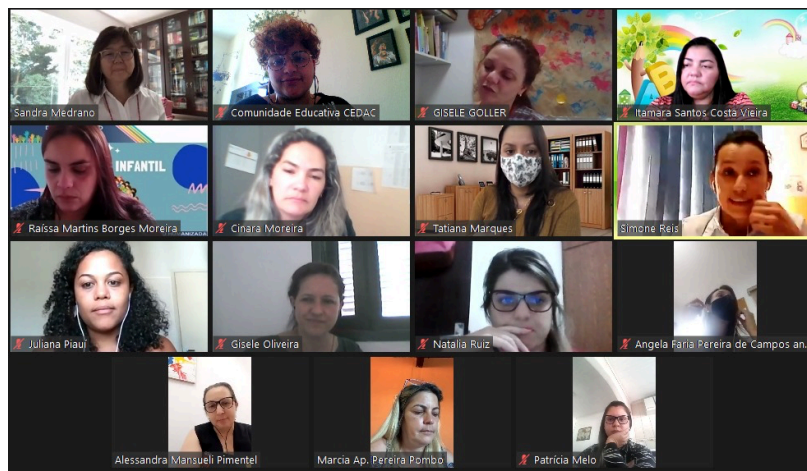 Sandra Medrano
Comunidade Educativa CEDAC
GISELE GOLLER
Itamara Santos Costa Vieira
INFANTIL
Raíssa Martins Borges Moreira
Cinara Moreira
Tatiana Marques
Simone Reis
Juliana Piauí
Gisele Oliveira
Natalia Ruiz
Angela Faria Pereira de Campos an...
Alessandra Mansueli Pimentel
Marcia Ap. Pereira Pombo
Patrícia Melo